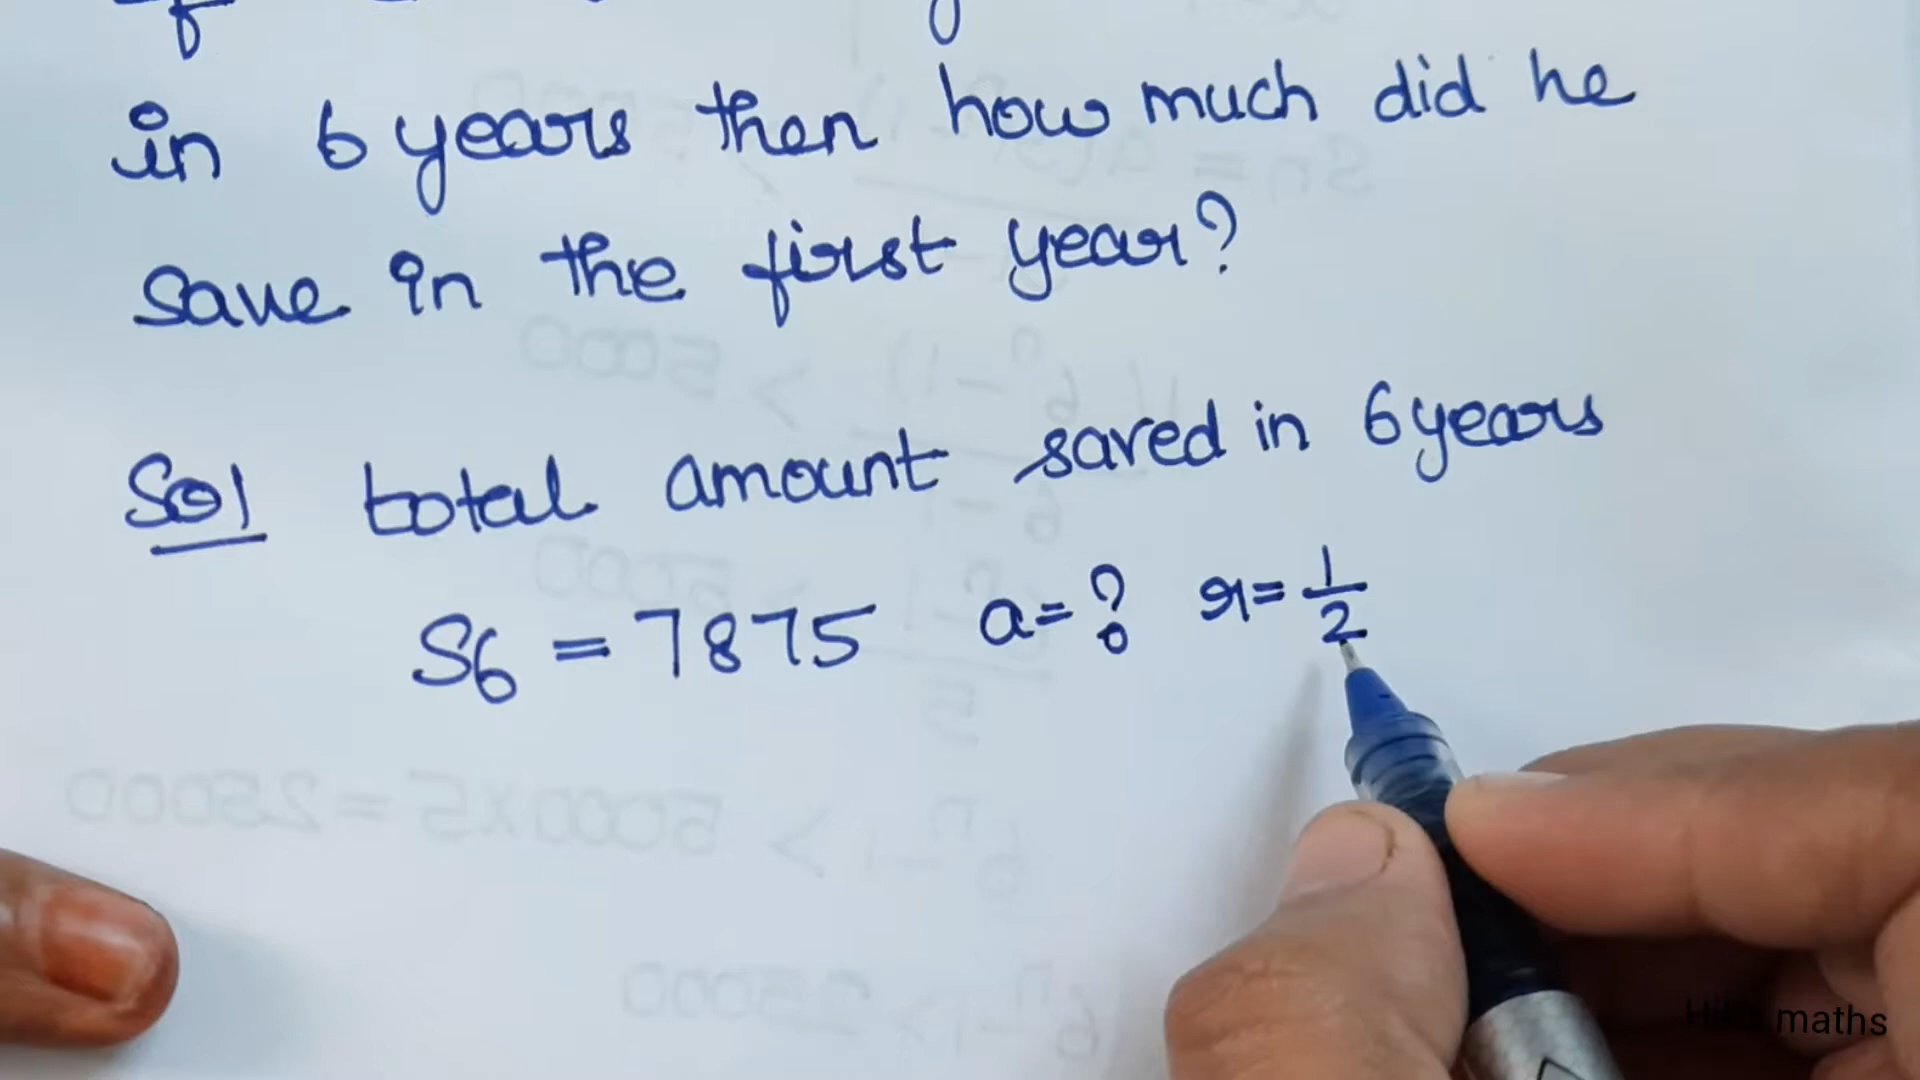 in 6 years then how much did he
save in the first year?
Sol total amount saved in 6 years
S6 = 7875 a = ? r = 1/2
maths